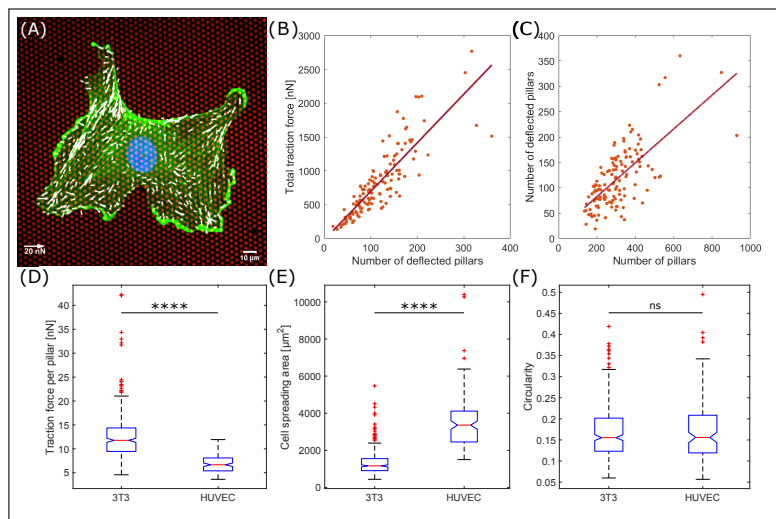 (A)
20 nN
10 µm
(B)
3000
2500
2000
1500
1000
500
0
Total traction force [nN]
0 100 200 300 400
Number of deflected pillars
(C)
400
350
300
250
200
150
100
50
0
Number of deflected pillars
200 400 600 800 1000
Number of pillars
(D)
40
35
30
25
20
15
10
5
Traction force per pillar [nN]
****
3T3 HUVEC
(E)
10000
8000
6000
4000
2000
0
Cell spreading area [µm²]
****
3T3 HUVEC
(F)
0.5
0.45
0.4
0.35
0.3
0.25
0.2
0.15
0.1
0.05
Circularity
ns
3T3 HUVEC